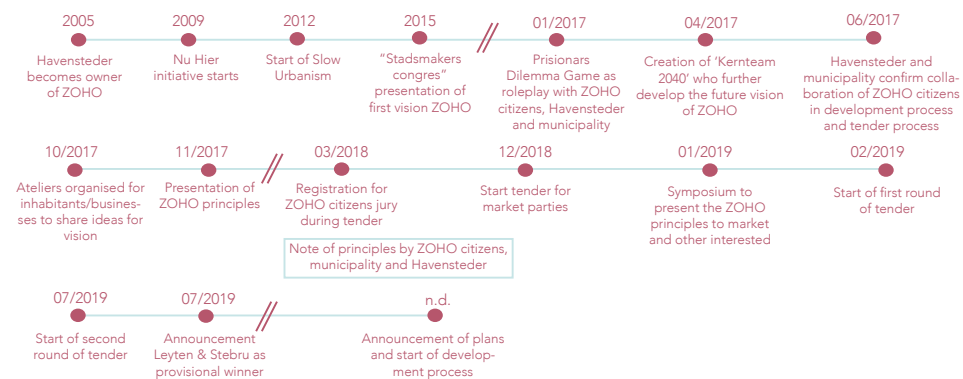 2005
Havensteder
becomes owner
of ZOHO
2009
Nu Hier
initiative starts
2012
Start of Slow
Urbanism
2015
“Stadsmakers
congres”
presentation of
first vision ZOHO
01/2017
Prisionars
Dilemma Game as
roleplay with ZOHO
citizens, Havensteder
and municipality
04/2017
Creation of ‘Kernteam
2040’ who further
develop the future vision
of ZOHO
06/2017
Havensteder and
municipality confirm colla-
boration of ZOHO citizens
in development process
and tender process
10/2017
Ateliers organised for
inhabitants/busines-
ses to share ideas for
vision
11/2017
Presentation of
ZOHO principles
03/2018
Registration for
ZOHO citizens jury
during tender
Note of principles by ZOHO citizens,
municipality and Havensteder
12/2018
Start tender for
market parties
01/2019
Symposium to
present the ZOHO
principles to market
and other interested
02/2019
Start of first round
of tender
07/2019
Start of second
round of tender
07/2019
Announcement
Leyten & Stebru as
provisional winner
n.d.
Announcement of plans
and start of develop-
ment process